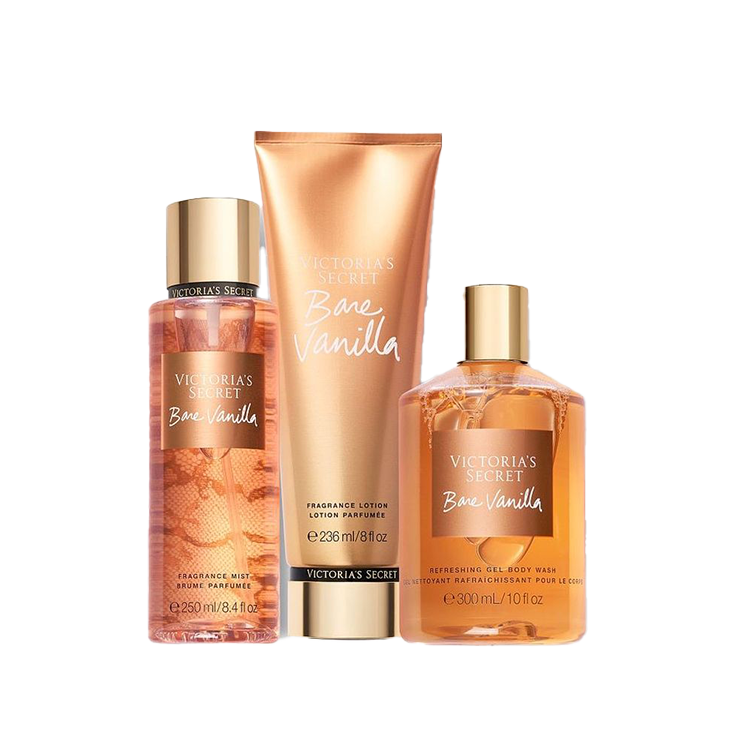 VICTORIA'S SECRET
VICTORIA'S
SECRET
Bare Vanilla
FRAGRANCE MIST
BRUME PARFUMÉE
℮ 250 ml/8.4 fl oz
VICTORIA'S
SECRET
Bare
Vanilla
FRAGRANCE LOTION
LOTION PARFUMÉE
℮ 236 ml/8 fl oz
VICTORIA'S SECRET
VICTORIA'S
SECRET
Bare Vanilla
REFRESHING GEL BODY WASH
NETTOYANT RAFRAÎCHISSANT POUR LE CORPS
℮ 300 mL/10 fl oz